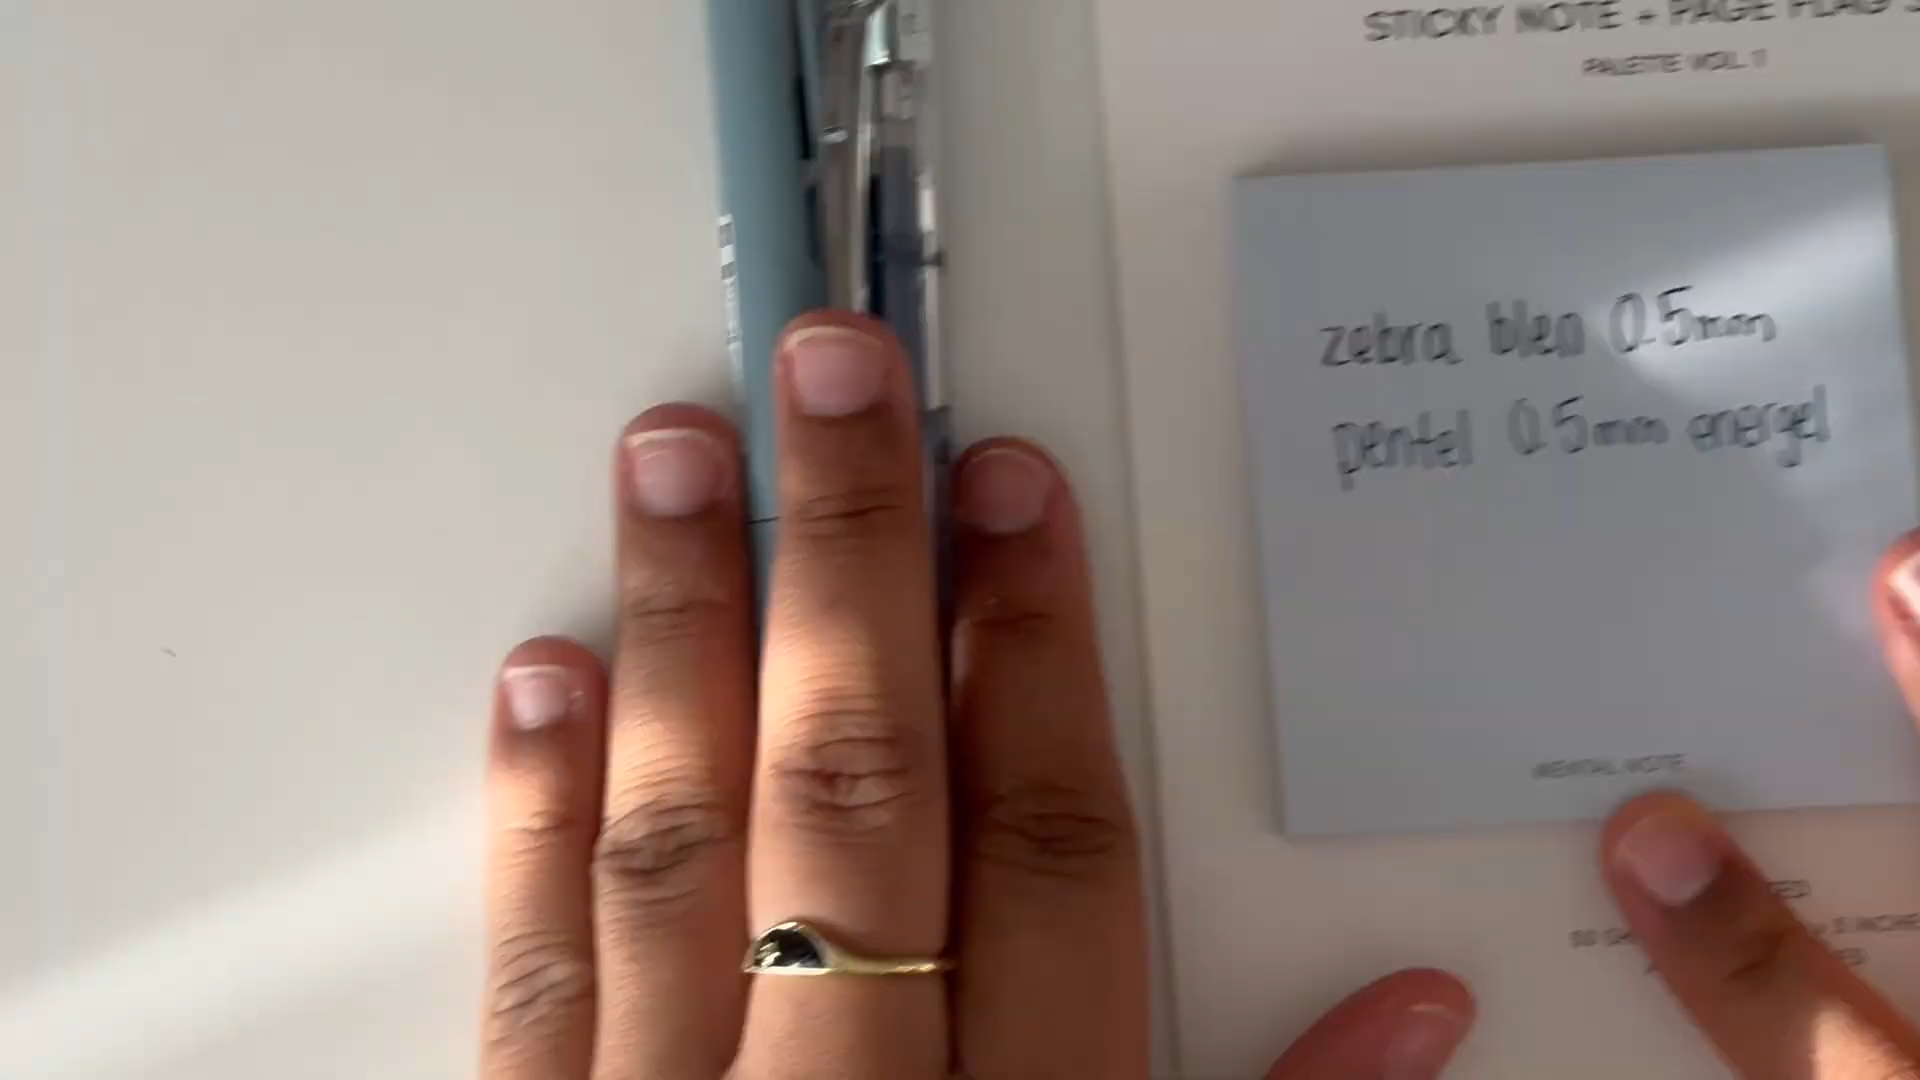 STICKY NOTE + PAGE FLAG
PALETTE VOL. 1
zebra blen 0.5mm
pentel 0.5mm energel
MENTAL NOTE